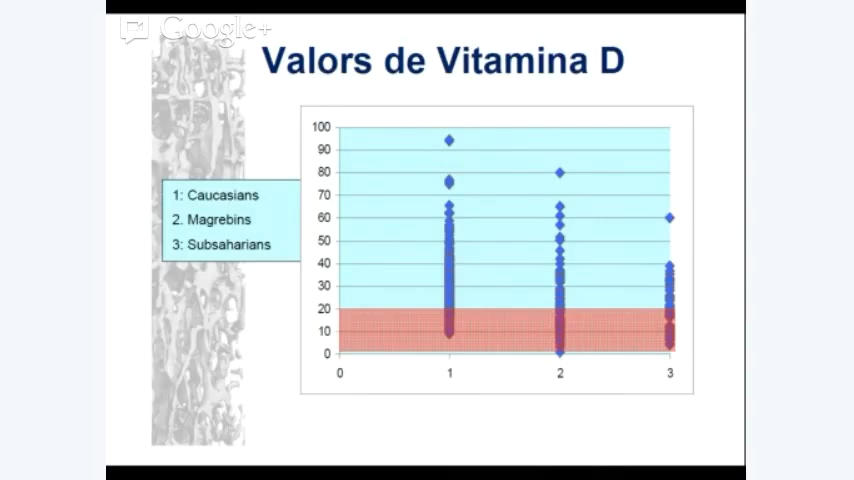 Google+
Valors de Vitamina D
1: Caucasians
2. Magrebins
3: Subsaharians
100
90
80
70
60
50
40
30
20
10
0
0 1 2 3